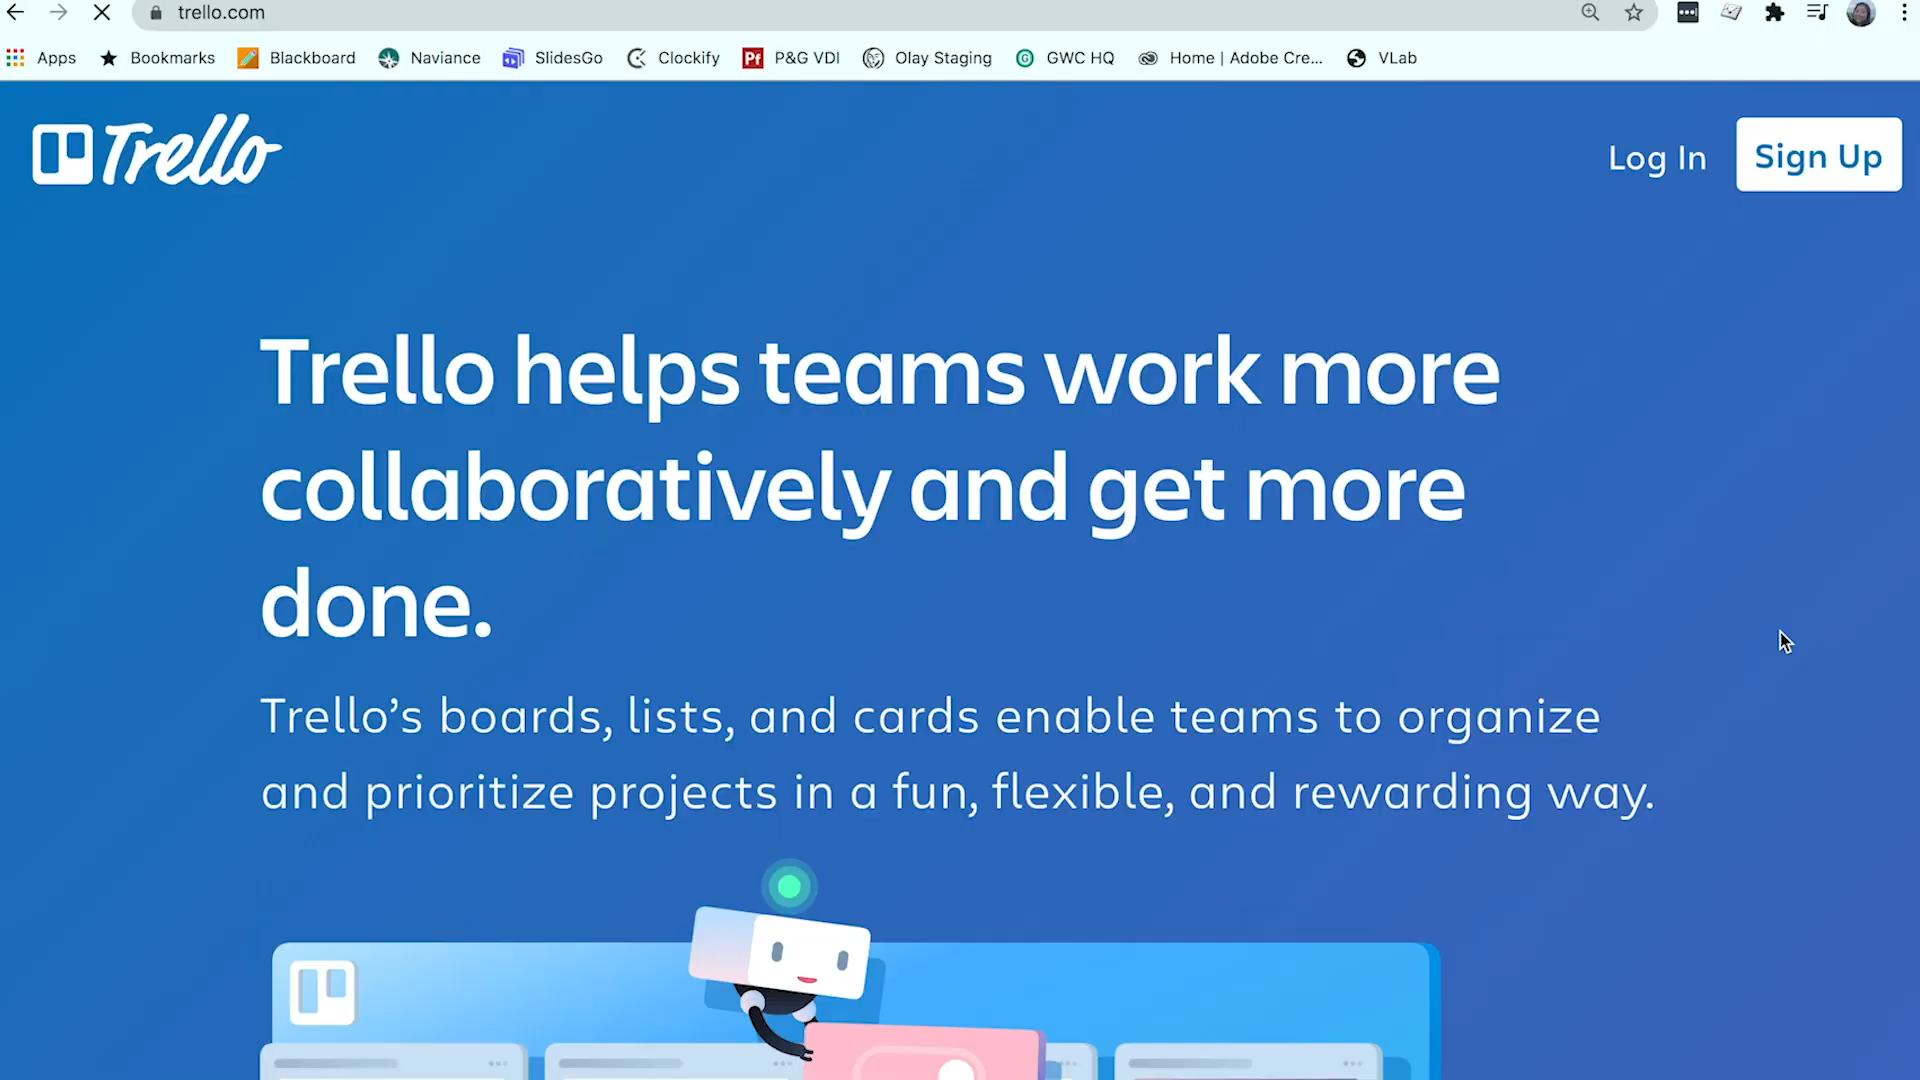 trello.com
Apps Bookmarks Blackboard Naviance SlidesGo Clockify P&G VDI Olay Staging GWC HQ Home | Adobe Cre... VLab
Trello
Log In
Sign Up
Trello helps teams work more
collaboratively and get more
done.
Trello’s boards, lists, and cards enable teams to organize
and prioritize projects in a fun, flexible, and rewarding way.